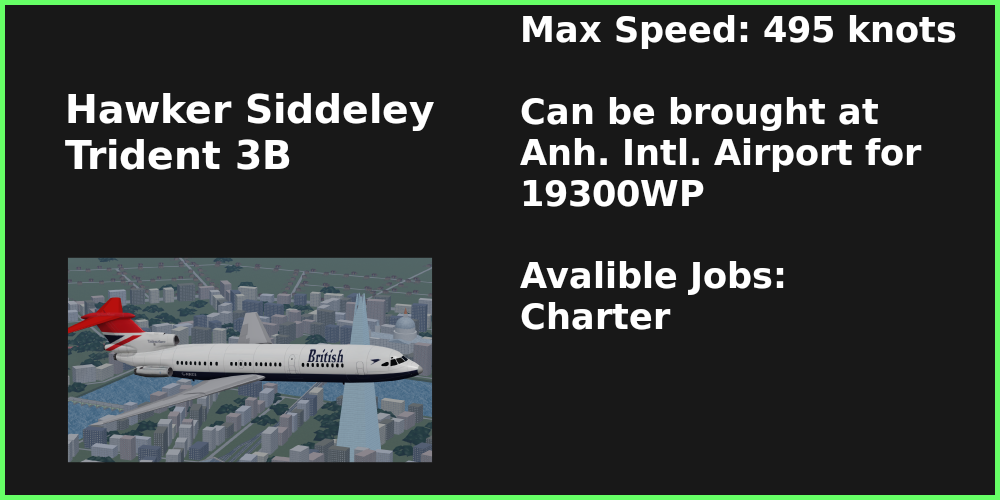 Max Speed: 495 knots
Hawker Siddeley
Trident 3B
Can be brought at
Anh. Intl. Airport for
19300WP
Avalible Jobs:
Charter
British